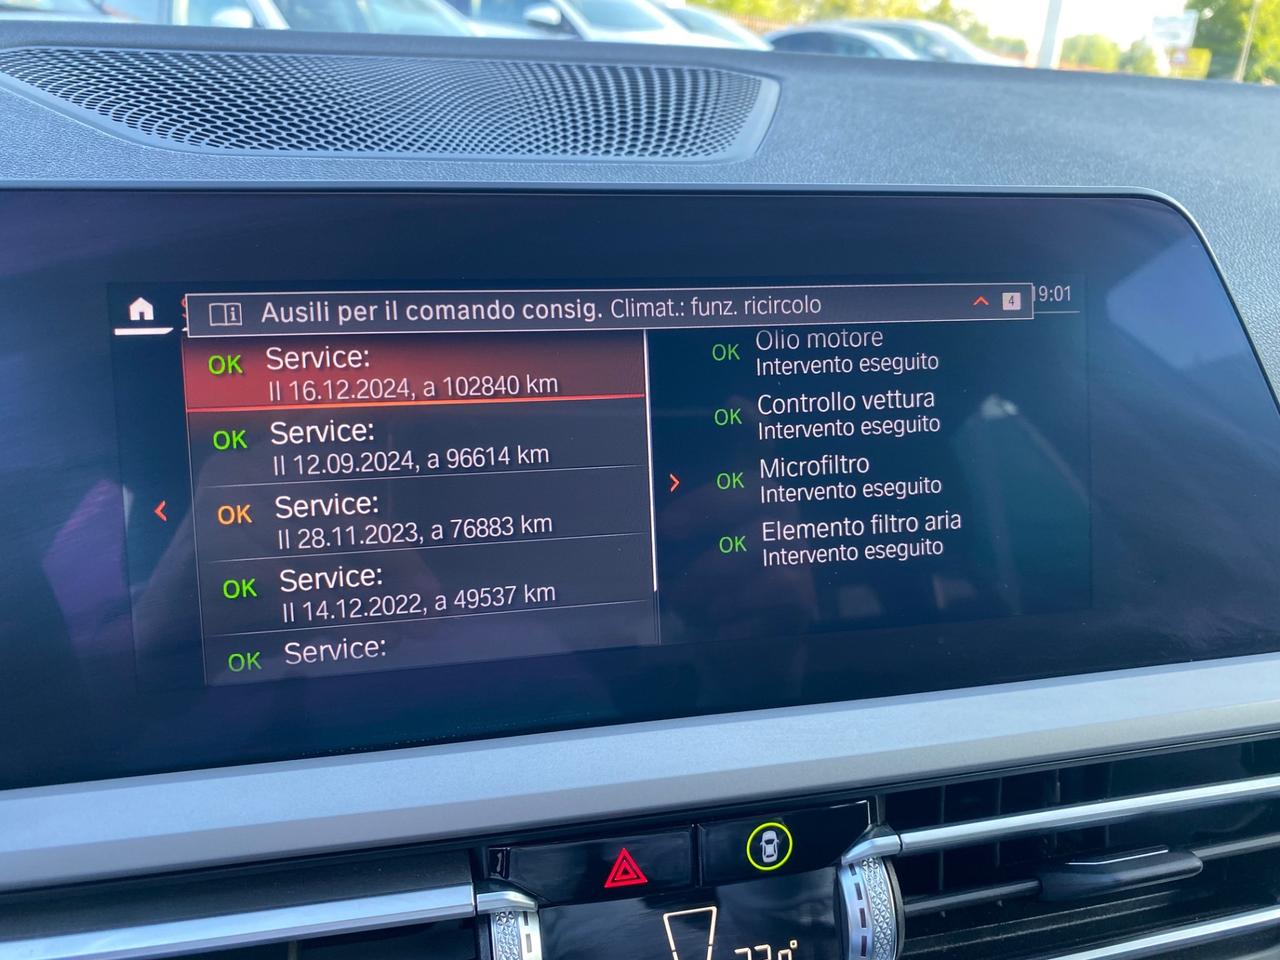 Ausili per il comando consig. Climat.: funz. ricircolo
4
19:01
OK Service:
Il 16.12.2024, a 102840 km
OK Service:
Il 12.09.2024, a 96614 km
OK Service:
Il 28.11.2023, a 76883 km
OK Service:
Il 14.12.2022, a 49537 km
OK Service:
OK Olio motore
Intervento eseguito
OK Controllo vettura
Intervento eseguito
OK Microfiltro
Intervento eseguito
OK Elemento filtro aria
Intervento eseguito